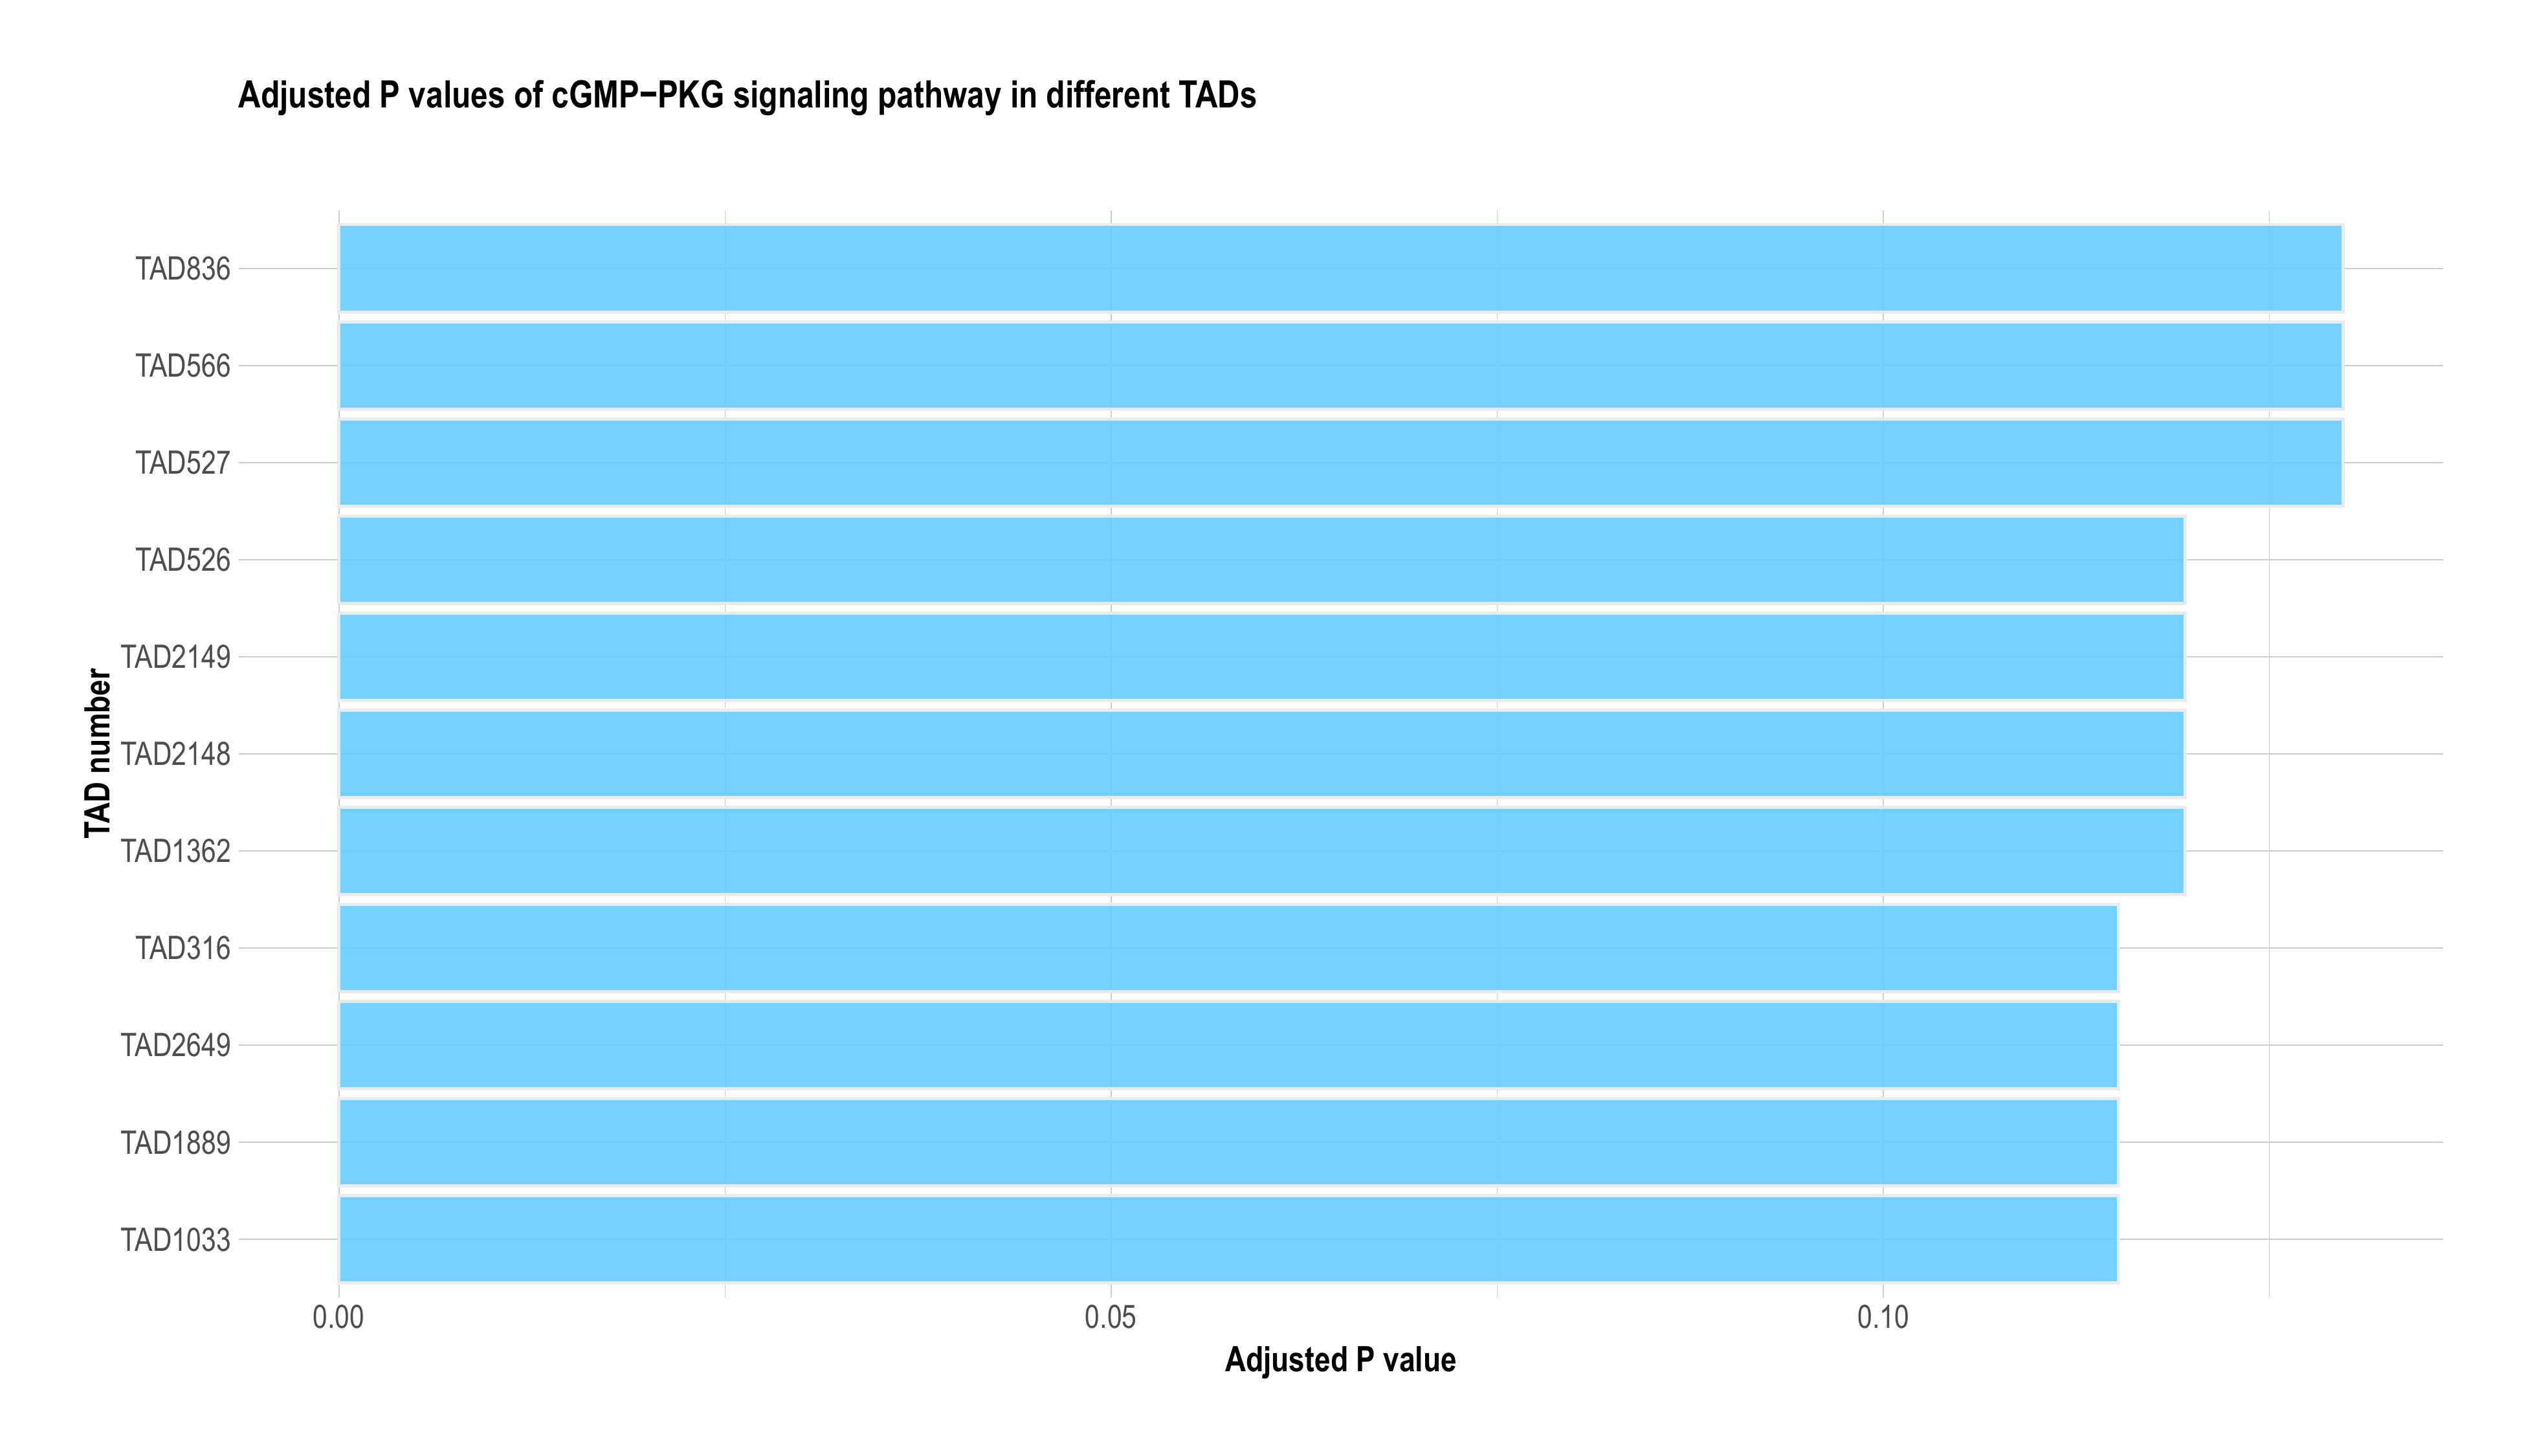 Adjusted P values of cGMP−PKG signaling pathway in different TADs
TAD number
TAD836
TAD566
TAD527
TAD526
TAD2149
TAD2148
TAD1362
TAD316
TAD2649
TAD1889
TAD1033
0.00 0.05 0.10
Adjusted P value